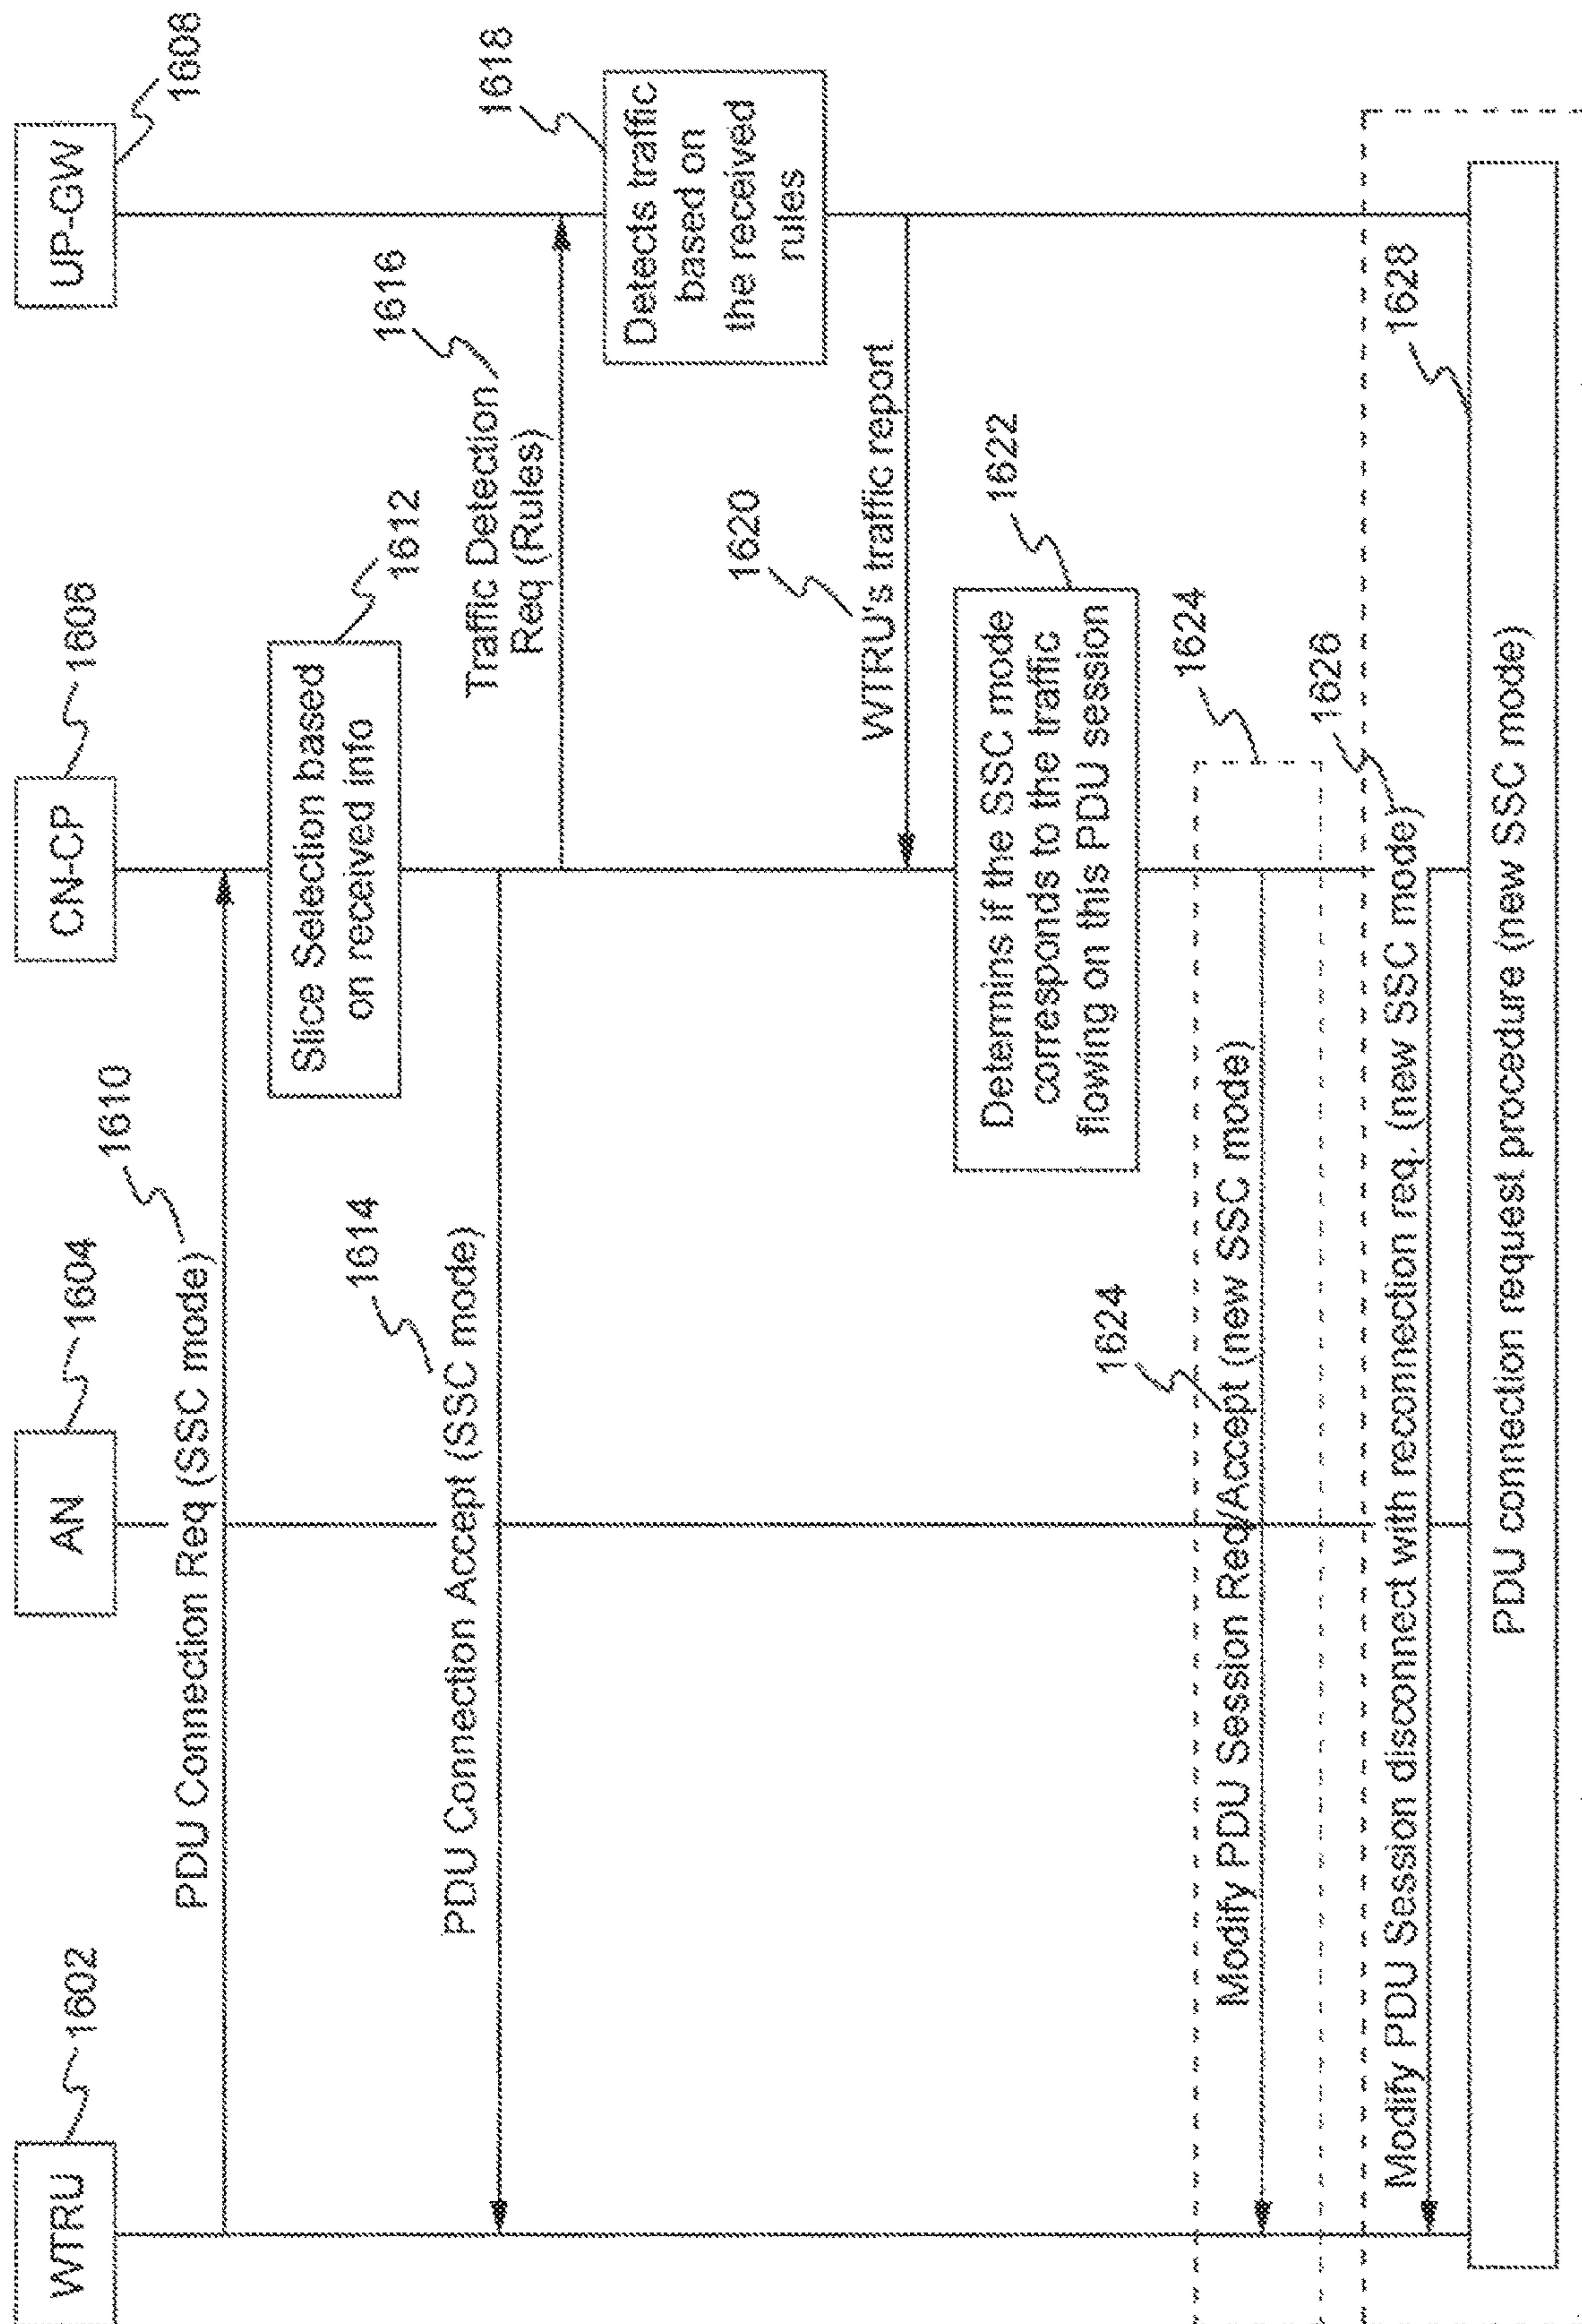 WTRU
1602
AN
1604
CN-CP
1606
UP-GW
1608
PDU Connection Req (SSC mode)
1610
Slice Selection based
on received info
1612
PDU Connection Accept (SSC mode)
1614
Traffic Detection
Req (Rules)
1616
Detects traffic
based on
the received
rules
1618
WTRU's traffic report
1620
Determins if the SSC mode
corresponds to the traffic
flowing on this PDU session
1622
1624
Modify PDU Session Req/Accept (new SSC mode)
1624
Modify PDU Session disconnect with reconnection req. (new SSC mode)
1626
PDU connection request procedure (new SSC mode)
1628